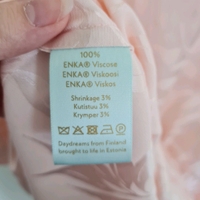 100%
ENKA® Viscose
ENKA® Viskoosi
ENKA® Viskos
Shrinkage 3%
Kutistuu 3%
Krymper 3%
Daydreams from Finland
brought to life in Estonia